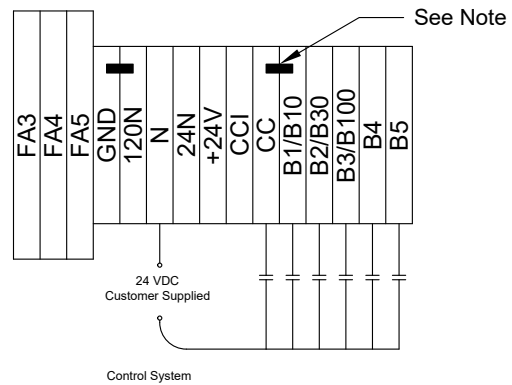 See Note
FA3
FA4
FA5
GND
120N
N
24N
+24V
CCI
CC
B1/B10
B2/B30
B3/B100
B4
B5
24 VDC
Customer Supplied
Control System